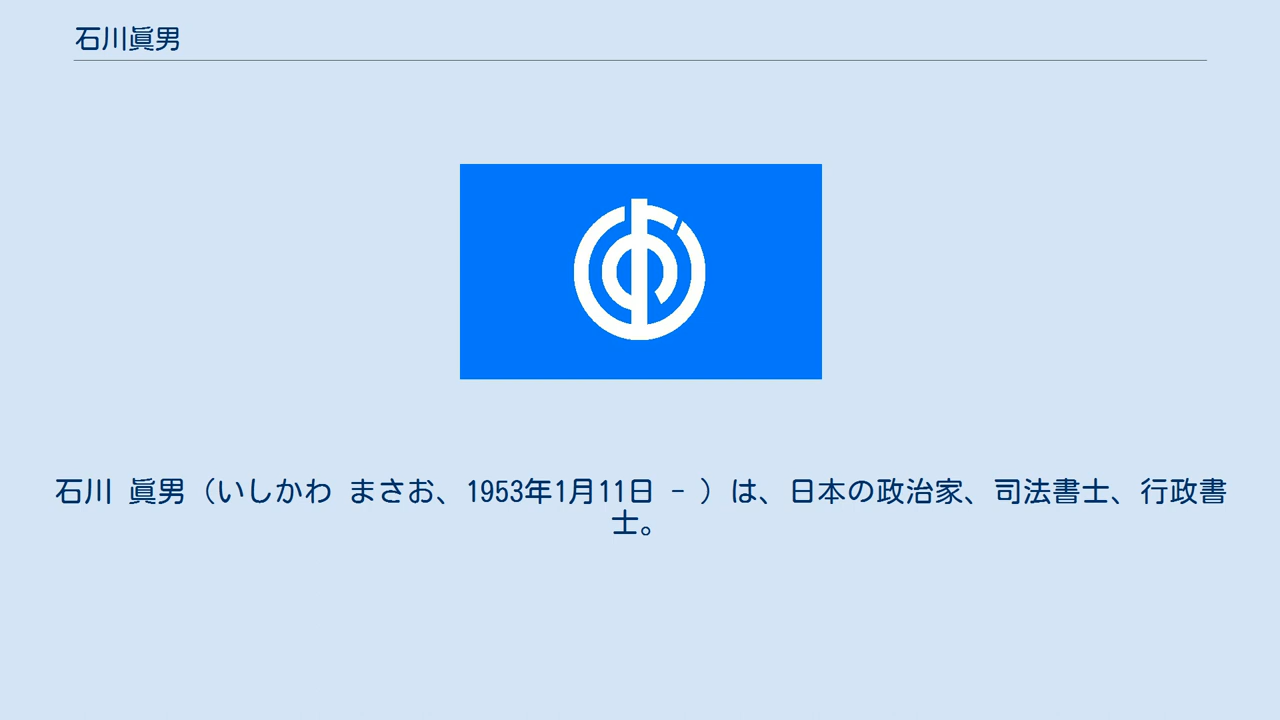 石川眞男
石川 眞男（いしかわ まさお、1953年1月11日 - ）は、日本の政治家、司法書士、行政書
士。